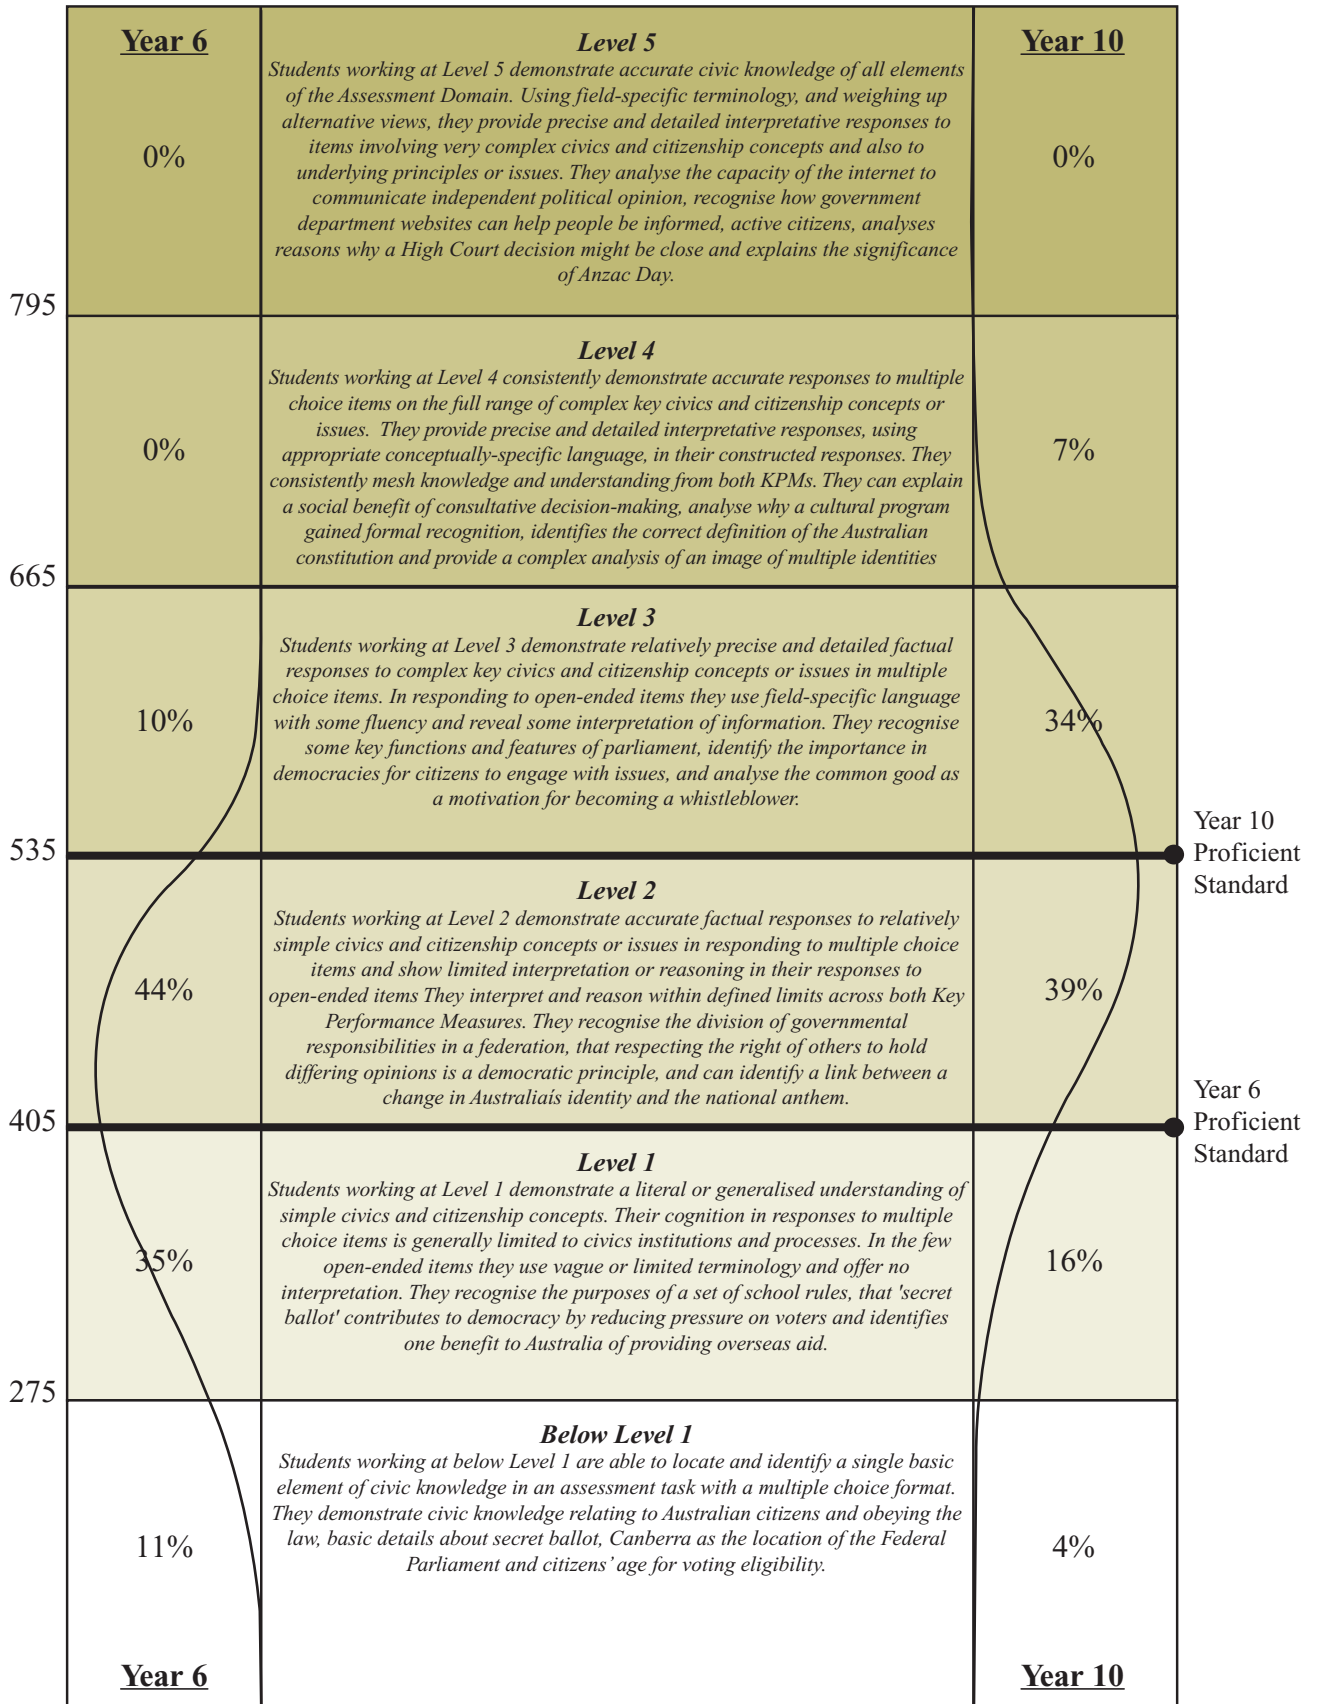 Year 6
Level 5
Year 10
Students working at Level 5 demonstrate accurate civic knowledge of all elements
of the Assessment Domain. Using field-specific terminology, and weighing up
alternative views, they provide precise and detailed interpretative responses to
items involving very complex civics and citizenship concepts and also to
underlying principles or issues. They analyse the capacity of the internet to
communicate independent political opinion, recognise how government
department websites can help people be informed, active citizens, analyses
reasons why a High Court decision might be close and explains the significance
of Anzac Day.
0%
0%
795
Level 4
Students working at Level 4 consistently demonstrate accurate responses to multiple
choice items on the full range of complex key civics and citizenship concepts or
issues. They provide precise and detailed interpretative responses, using
appropriate conceptually-specific language, in their constructed responses. They
consistently mesh knowledge and understanding from both KPMs. They can explain
a social benefit of consultative decision-making, analyse why a cultural program
gained formal recognition, identifies the correct definition of the Australian
constitution and provide a complex analysis of an image of multiple identities
0%
7%
665
Level 3
Students working at Level 3 demonstrate relatively precise and detailed factual
responses to complex key civics and citizenship concepts or issues in multiple
choice items. In responding to open-ended items they use field-specific language
with some fluency and reveal some interpretation of information. They recognise
some key functions and features of parliament, identify the importance in
democracies for citizens to engage with issues, and analyse the common good as
a motivation for becoming a whistleblower.
10%
34%
535
Year 10
Proficient
Standard
Level 2
Students working at Level 2 demonstrate accurate factual responses to relatively
simple civics and citizenship concepts or issues in responding to multiple choice
items and show limited interpretation or reasoning in their responses to
open-ended items They interpret and reason within defined limits across both Key
Performance Measures. They recognise the division of governmental
responsibilities in a federation, that respecting the right of others to hold
differing opinions is a democratic principle, and can identify a link between a
change in Australiaís identity and the national anthem.
44%
39%
405
Year 6
Proficient
Standard
Level 1
Students working at Level 1 demonstrate a literal or generalised understanding of
simple civics and citizenship concepts. Their cognition in responses to multiple
choice items is generally limited to civics institutions and processes. In the few
open-ended items they use vague or limited terminology and offer no
interpretation. They recognise the purposes of a set of school rules, that 'secret
ballot' contributes to democracy by reducing pressure on voters and identifies
one benefit to Australia of providing overseas aid.
35%
16%
275
Below Level 1
Students working at below Level 1 are able to locate and identify a single basic
element of civic knowledge in an assessment task with a multiple choice format.
They demonstrate civic knowledge relating to Australian citizens and obeying the
law, basic details about secret ballot, Canberra as the location of the Federal
Parliament and citizens’ age for voting eligibility.
11%
4%
Year 6
Year 10